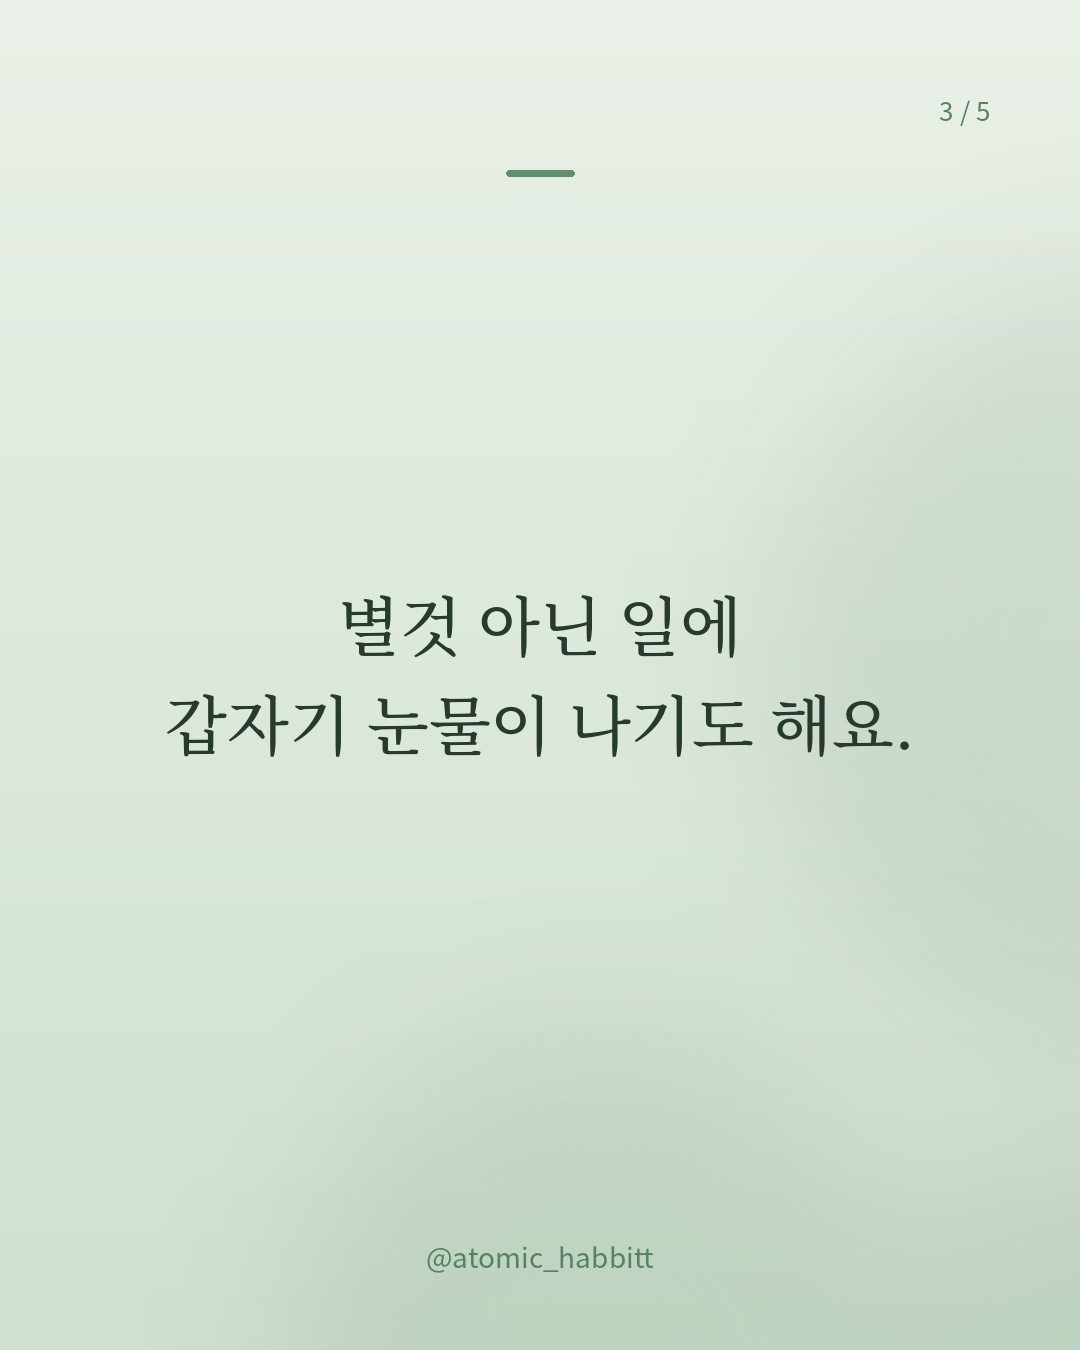 3 / 5
별것 아닌 일에
갑자기 눈물이 나기도 해요.
@atomic_habbitt